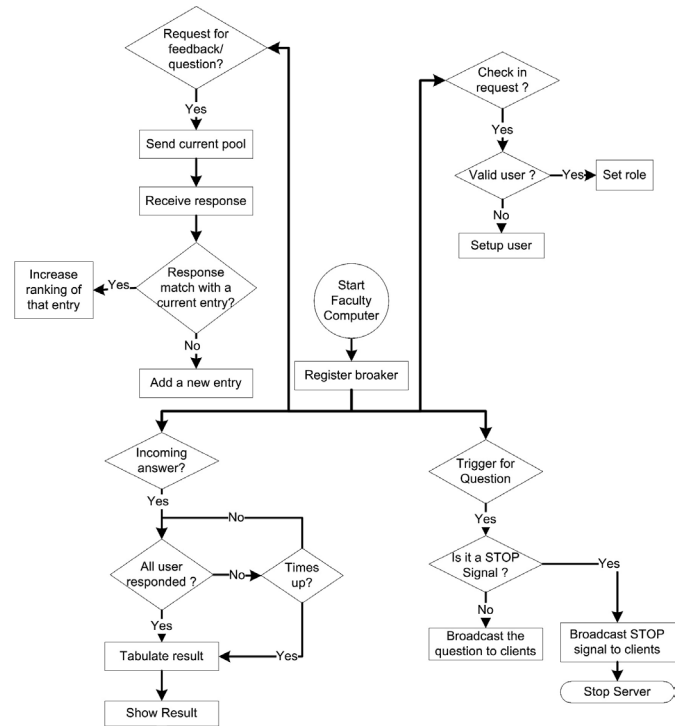 Request for
feedback/
question?
Yes
Send current pool
Receive response
Response
match with a
current entry?
Yes
Increase
ranking of
that entry
No
Add a new entry
Check in
request ?
Yes
Valid user ?
Yes
Set role
No
Setup user
Start
Faculty
Computer
Register broaker
Incoming
answer?
Yes
No
All user
responded ?
No
Times
up?
Yes
Yes
Tabulate result
Show Result
Trigger for
Question
Yes
Is it a STOP
Signal ?
Yes
No
Broadcast the
question to clients
Broadcast STOP
signal to clients
Stop Server